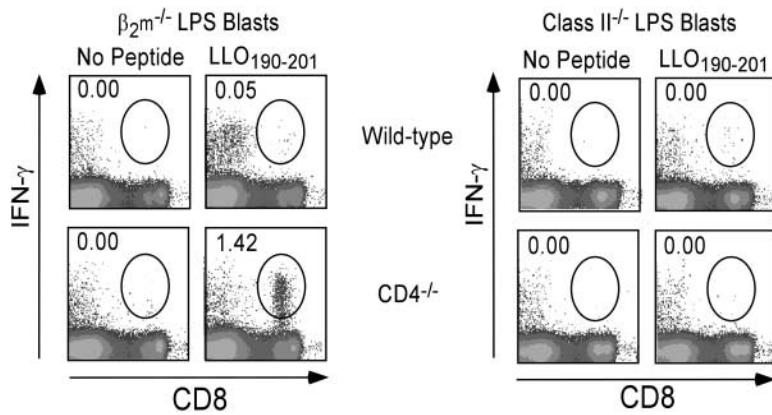 β2m-/- LPS Blasts
No Peptide LLO190-201
0.00 0.05
Wild-type
0.00 1.42
CD4-/-
IFN-γ
CD8
Class II-/- LPS Blasts
No Peptide LLO190-201
0.00 0.00
0.00 0.00
IFN-γ
CD8